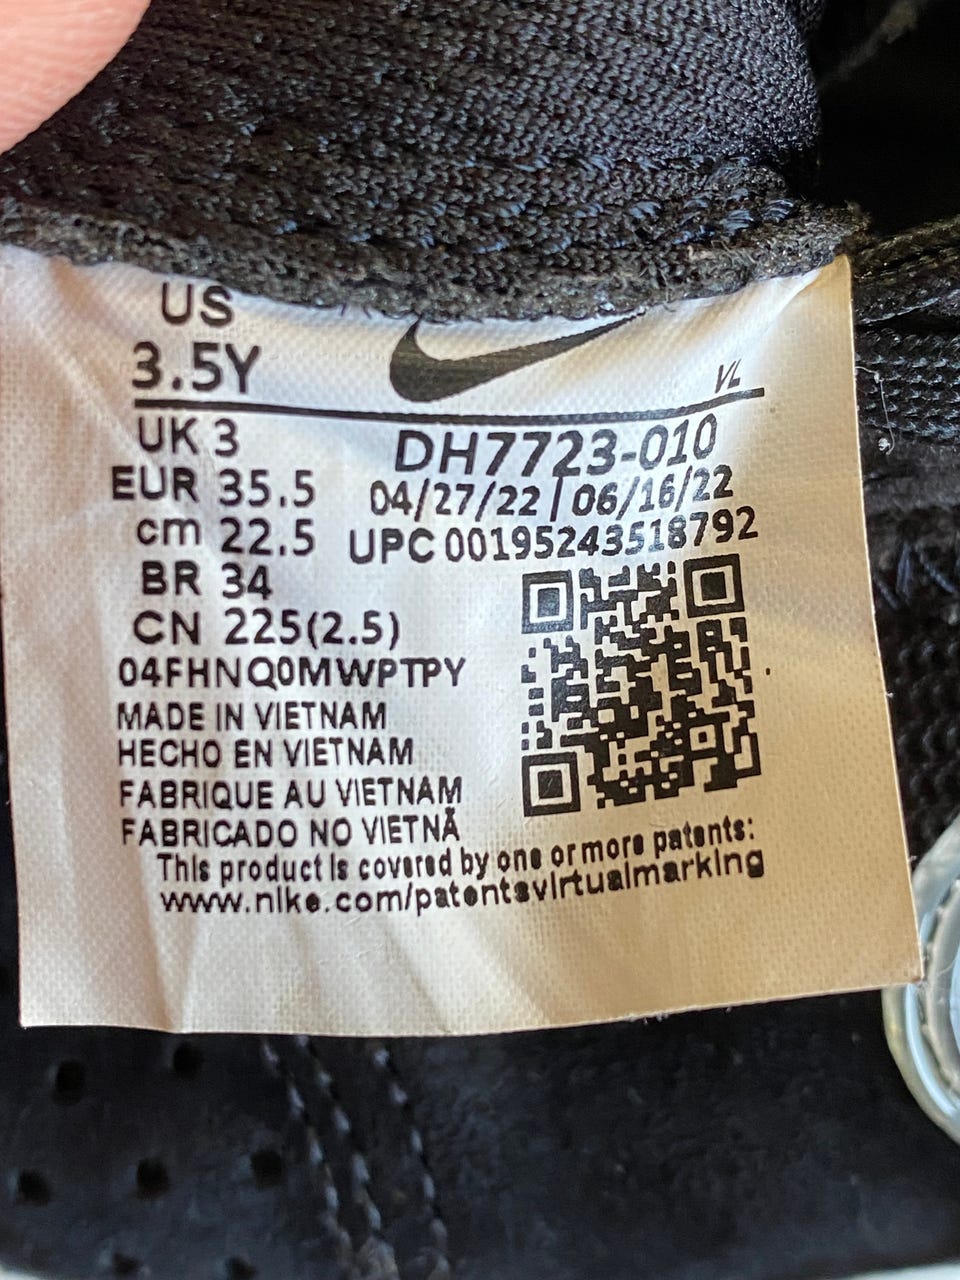 US
3.5Y
VL
UK 3
DH7723-010
EUR 35.5
04/27/22 | 06/16/22
cm 22.5
UPC 00195243518792
BR 34
CN 225(2.5)
04FHNQ0MWPTPY
MADE IN VIETNAM
HECHO EN VIETNAM
FABRIQUE AU VIETNAM
FABRICADO NO VIETNÃ
This product is covered by one or more patents:
www.nike.com/patentsvirtualmarking